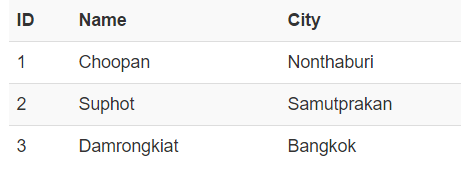 ID Name City
1 Choopan Nonthaburi
2 Suphot Samutprakan
3 Damrongkiat Bangkok